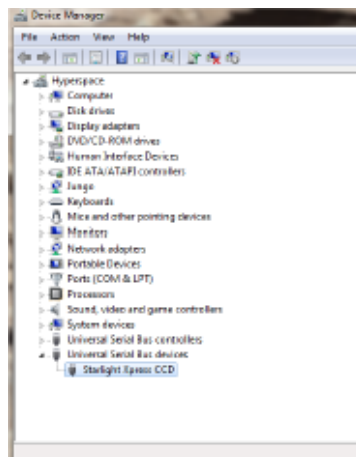 Device Manager
File Action View Help
Hyperspace
Computer
Disk drives
Display adapters
DVD/CD-ROM drives
Human Interface Devices
IDE ATA/ATAPI controllers
Jungo
Keyboards
Mice and other pointing devices
Monitors
Network adapters
Portable Devices
Ports (COM & LPT)
Processors
Sound, video and game controllers
System devices
Universal Serial Bus controllers
Universal Serial Bus devices
Starlight Xpress CCD